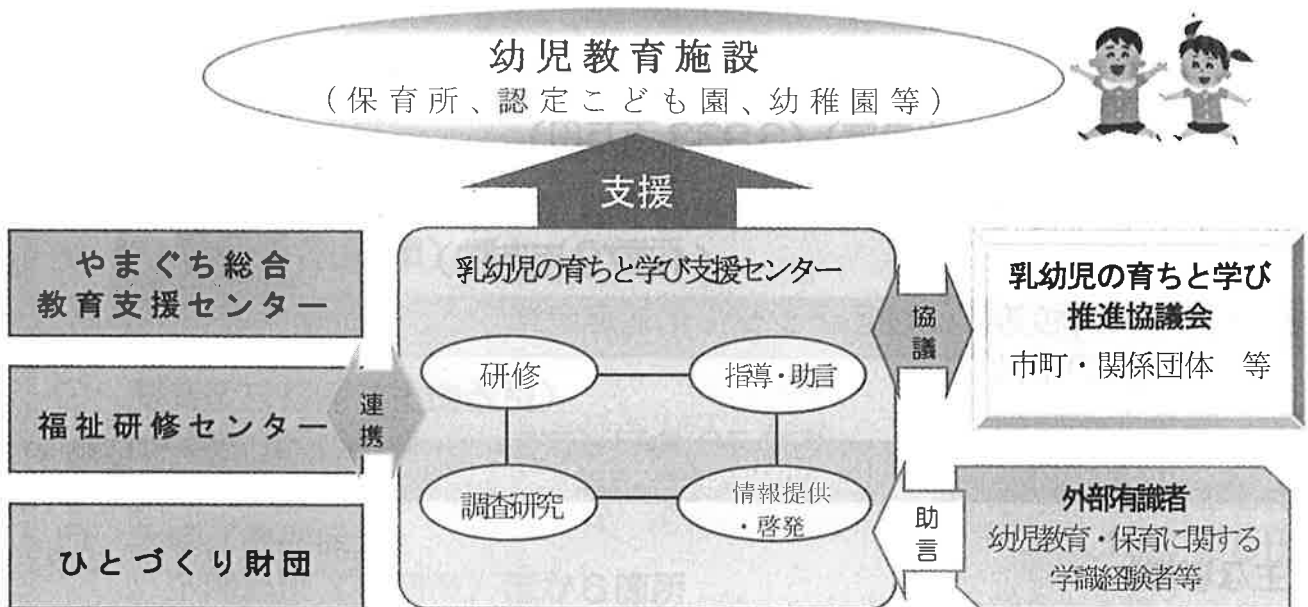 幼児教育施設
(保育所、認定こども園、幼稚園等)
支援
やまぐち総合
教育支援センター
福祉研修センター
ひとづくり財団
連携
乳幼児の育ちと学び支援センター
研修
指導・助言
調査研究
情報提供
・啓発
協議
乳幼児の育ちと学び
推進協議会
市町・関係団体 等
助言
外部有識者
幼児教育・保育に関する
学識経験者等